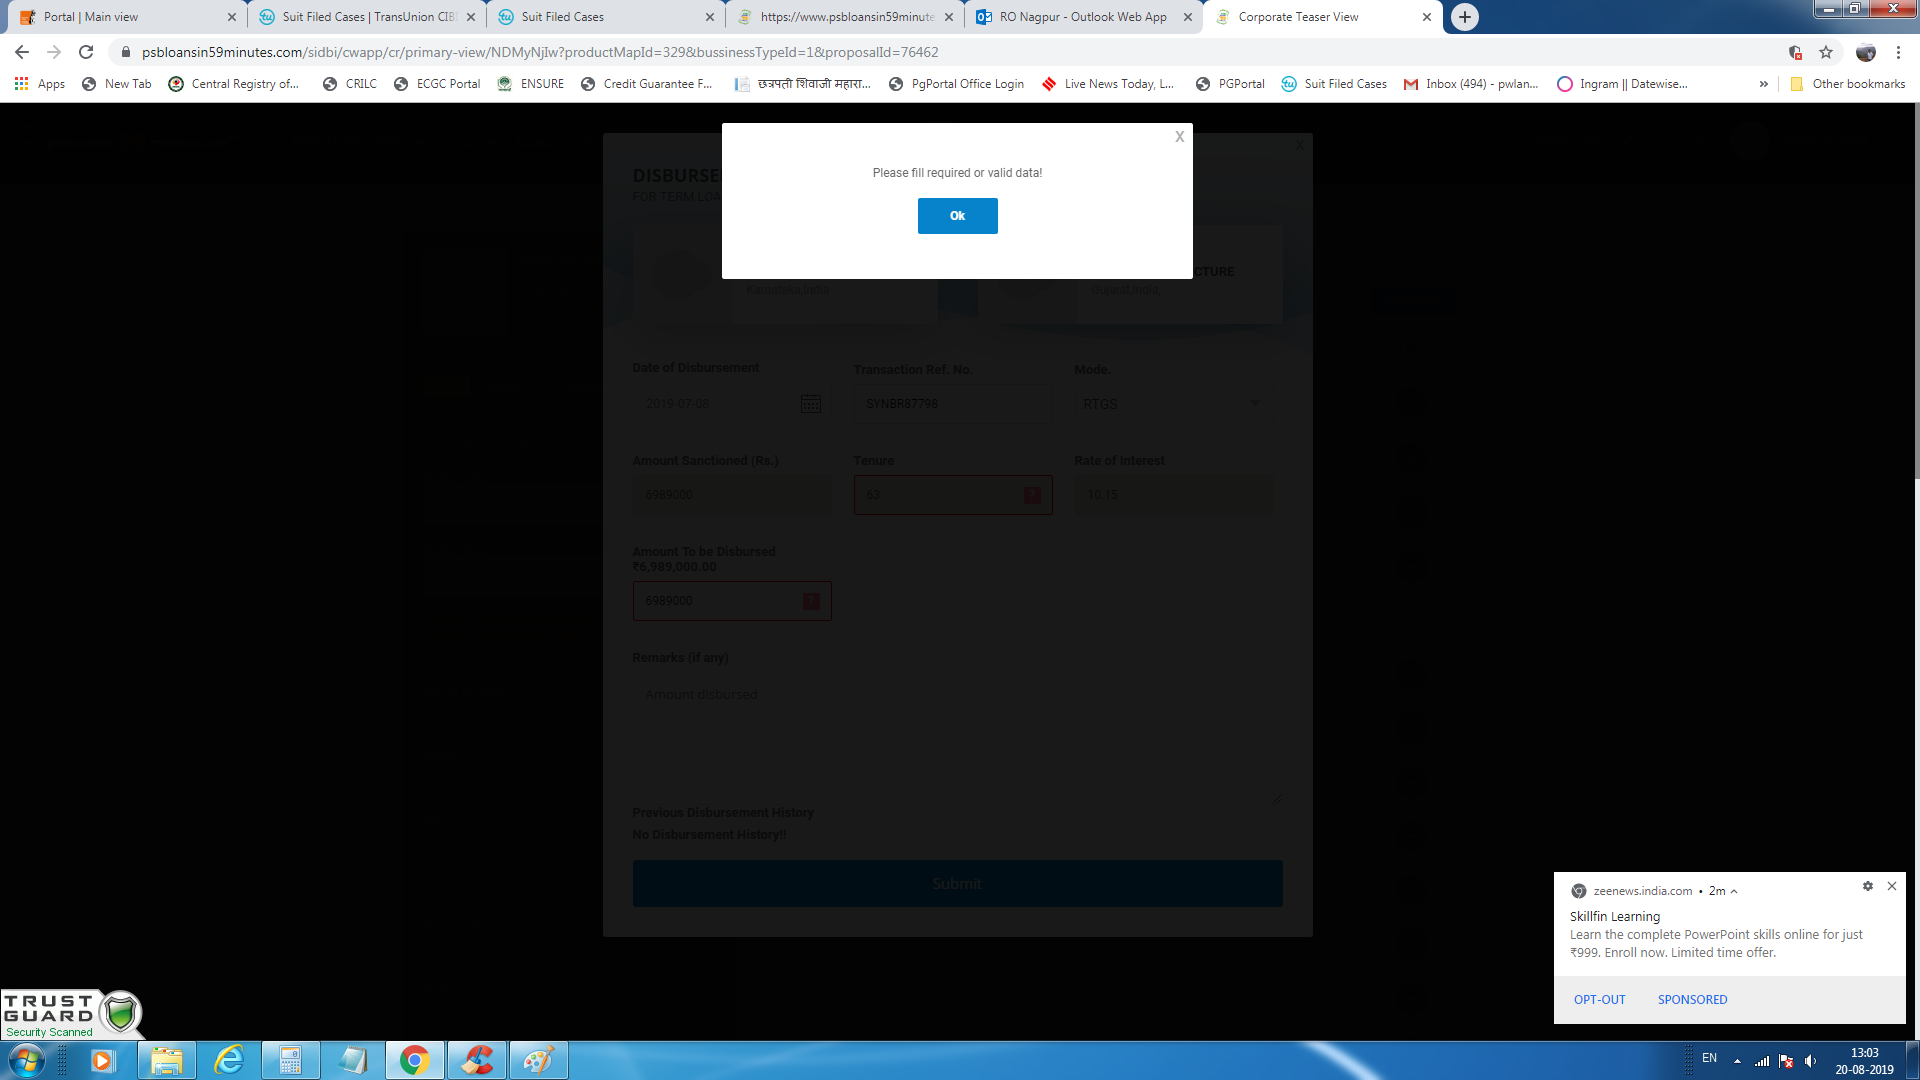 Portal | Main view
Suit Filed Cases | TransUnion CIBI
Suit Filed Cases
https://www.psbloansin59minute
RO Nagpur - Outlook Web App
Corporate Teaser View
psbloansin59minutes.com/sidbi/cwapp/cr/primary-view/NDMyNjIw?productMapId=329&bussinessTypeId=1&proposalId=76462
Apps
New Tab
Central Registry of...
CRILC
ECGC Portal
ENSURE
Credit Guarantee F...
छत्रपती शिवाजी महारा...
PgPortal Office Login
Live News Today, L...
PGPortal
Suit Filed Cases
Inbox (494) - pwlan...
Ingram || Datewise...
»
Other bookmarks
X
Please fill required or valid data!
Ok
X
DISBURSE
FOR TERM LOA
CTURE
Karnataka,India
Gujarat,India,
Date of Disbursement
Transaction Ref. No.
Mode.
2019-07-08
SYNBR87798
RTGS
Amount Sanctioned (Rs.)
Tenure
Rate of Interest
6989000
63
?
10.15
Amount To be Disbursed
₹6,989,000.00
6989000
?
Remarks (if any)
Amount disbursed
Previous Disbursement History
No Disbursement History!!
Submit
zeenews.india.com • 2m
Skillfin Learning
Learn the complete PowerPoint skills online for just
₹999. Enroll now. Limited time offer.
OPT-OUT
SPONSORED
TRUST
GUARD
Security Scanned
EN
13:03
20-08-2019